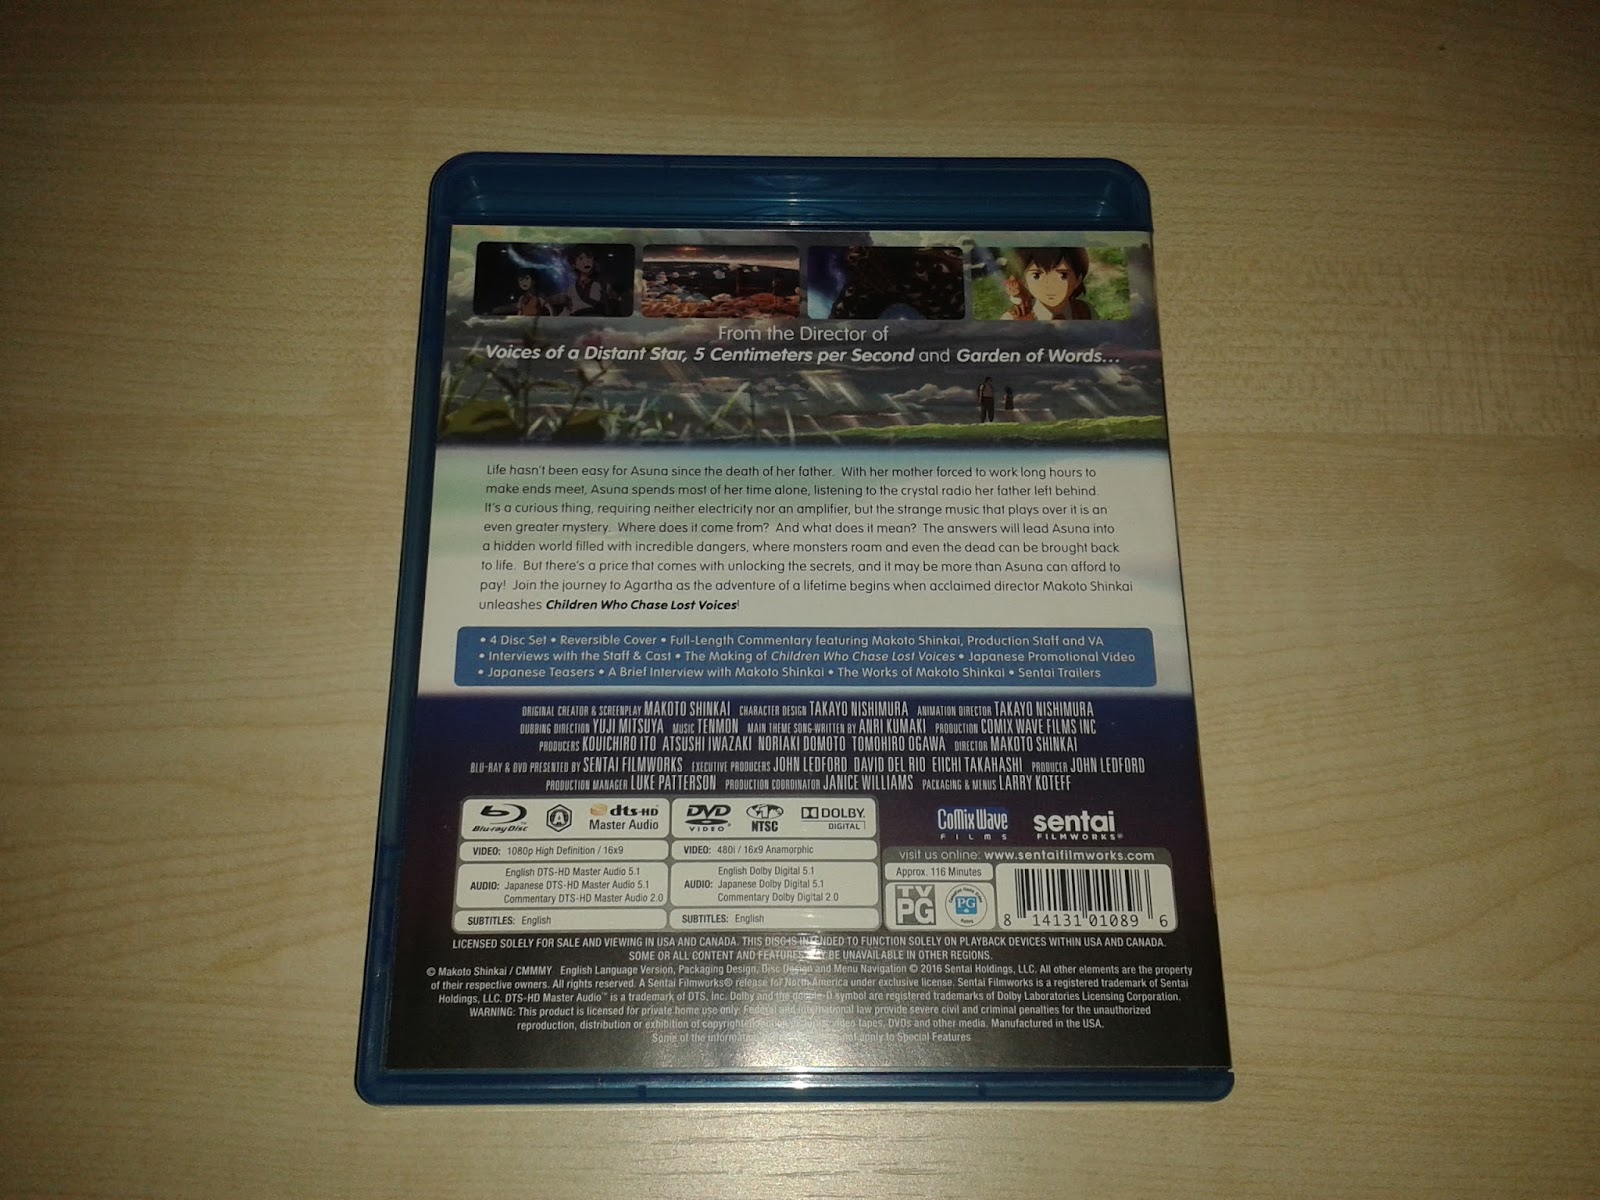 From the Director of
Voices of a Distant Star, 5 Centimeters per Second and Garden of Words...
Life hasn't been easy for Asuna since the death of her father. With her mother forced to work long hours to
make ends meet, Asuna spends most of her time alone, listening to the crystal radio her father left behind.
It's a curious thing, requiring neither electricity nor an amplifier, but the strange music that plays over it is an
even greater mystery. Where does it come from? And what does it mean? The answers will lead Asuna into
a hidden world filled with incredible dangers, where monsters roam and even the dead can be brought back
to life. But there's a price that comes with unlocking the secrets, and it may be more than Asuna can afford to
pay! Join the journey to Agartha as the adventure of a lifetime begins when acclaimed director Makoto Shinkai
unleashes Children Who Chase Lost Voices!
• 4 Disc Set • Reversible Cover • Full-Length Commentary featuring Makoto Shinkai, Production Staff and VA
• Interviews with the Staff & Cast • The Making of Children Who Chase Lost Voices • Japanese Promotional Video
• Japanese Teasers • A Brief Interview with Makoto Shinkai • The Works of Makoto Shinkai • Sentai Trailers
ORIGINAL CREATOR & SCREENPLAY MAKOTO SHINKAI CHARACTER DESIGN TAKAYO NISHIMURA ANIMATION DIRECTOR TAKAYO NISHIMURA
DUBBING DIRECTION YUJI MITSUYA MUSIC TENMON MAIN THEME SONG-WRITTEN BY ANRI KUMAKI PRODUCTION COMIX WAVE FILMS INC
PRODUCERS KOUICHIRO ITO ATSUSHI IWAZAKI NORIAKI DOMOTO TOMOHIRO OGAWA DIRECTOR MAKOTO SHINKAI
BLU-RAY & DVD PRESENTED BY SENTAI FILMWORKS EXECUTIVE PRODUCERS JOHN LEDFORD DAVID DEL RIO EIICHI TAKAHASHI PRODUCER JOHN LEDFORD
PRODUCTION MANAGER LUKE PATTERSON PRODUCTION COORDINATOR JANICE WILLIAMS PACKAGING & MENUS LARRY KOTEFF
Blu-ray Disc A dts-HD Master Audio
VIDEO: 1080p High Definition / 16x9
English DTS-HD Master Audio 5.1
AUDIO: Japanese DTS-HD Master Audio 5.1
Commentary DTS-HD Master Audio 2.0
SUBTITLES: English
DVD VIDEO NTSC DOLBY DIGITAL
VIDEO: 480i / 16x9 Anamorphic
English Dolby Digital 5.1
AUDIO: Japanese Dolby Digital 5.1
Commentary Dolby Digital 2.0
SUBTITLES: English
CoMix Wave FILMS sentai FILMWORKS®
visit us online: www.sentaifilmworks.com
Approx. 116 Minutes
TV PG PG
8 14131 01089 6
LICENSED SOLELY FOR SALE AND VIEWING IN USA AND CANADA. THIS DISC IS INTENDED TO FUNCTION SOLELY ON PLAYBACK DEVICES WITHIN USA AND CANADA.
SOME OR ALL CONTENT AND FEATURES MAY BE UNAVAILABLE IN OTHER REGIONS.
© Makoto Shinkai / CMMMY English Language Version, Packaging Design, Disc Design and Menu Navigation © 2016 Sentai Holdings, LLC. All other elements are the property
of their respective owners. All rights reserved. A Sentai Filmworks® release for North America under exclusive license. Sentai Filmworks is a registered trademark of Sentai
Holdings, LLC. DTS-HD Master Audio™ is a trademark of DTS, Inc. Dolby and the double-D symbol are registered trademarks of Dolby Laboratories Licensing Corporation.
WARNING: This product is licensed for private home use only. Federal and international law provide severe civil and criminal penalties for the unauthorized
reproduction, distribution or exhibition of copyrighted video tapes, DVDs and other media. Manufactured in the USA.
Some of the information not apply to Special Features